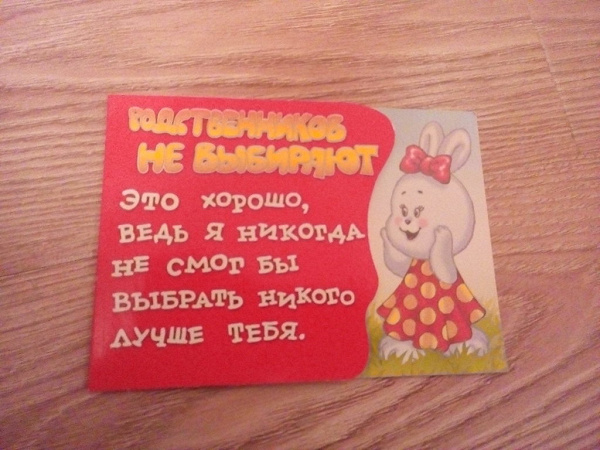 РОДСТВЕННИКОВ
НЕ ВЫБИРАЮТ
Это хорошо,
ВЕДЬ Я НИКОГДА
НЕ СМОГ БЫ
ВЫБРАТЬ НИКОГО
ЛУЧШЕ ТЕБЯ.